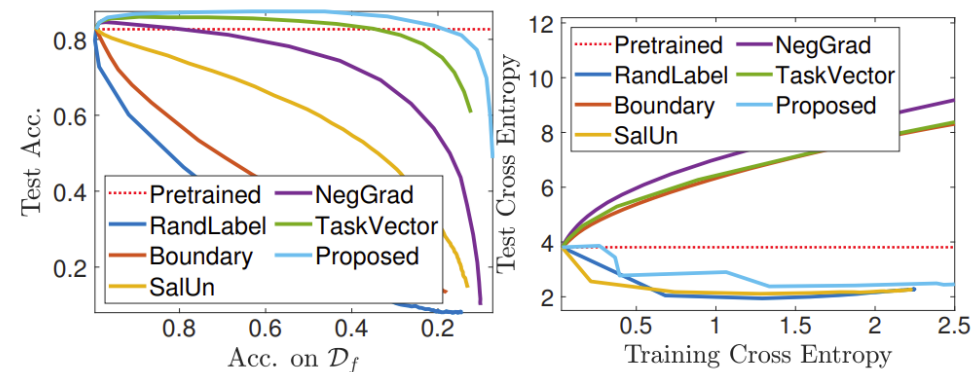 Test Acc.
0.8
0.6
0.4
0.2
Pretrained
NegGrad
RandLabel
TaskVector
Boundary
Proposed
SalUn
0.8
0.6
0.4
0.2
Acc. on 𝒟f
Test Cross Entropy
12
10
8
6
4
2
Pretrained
NegGrad
RandLabel
TaskVector
Boundary
Proposed
SalUn
0.5
1
1.5
2
2.5
Training Cross Entropy